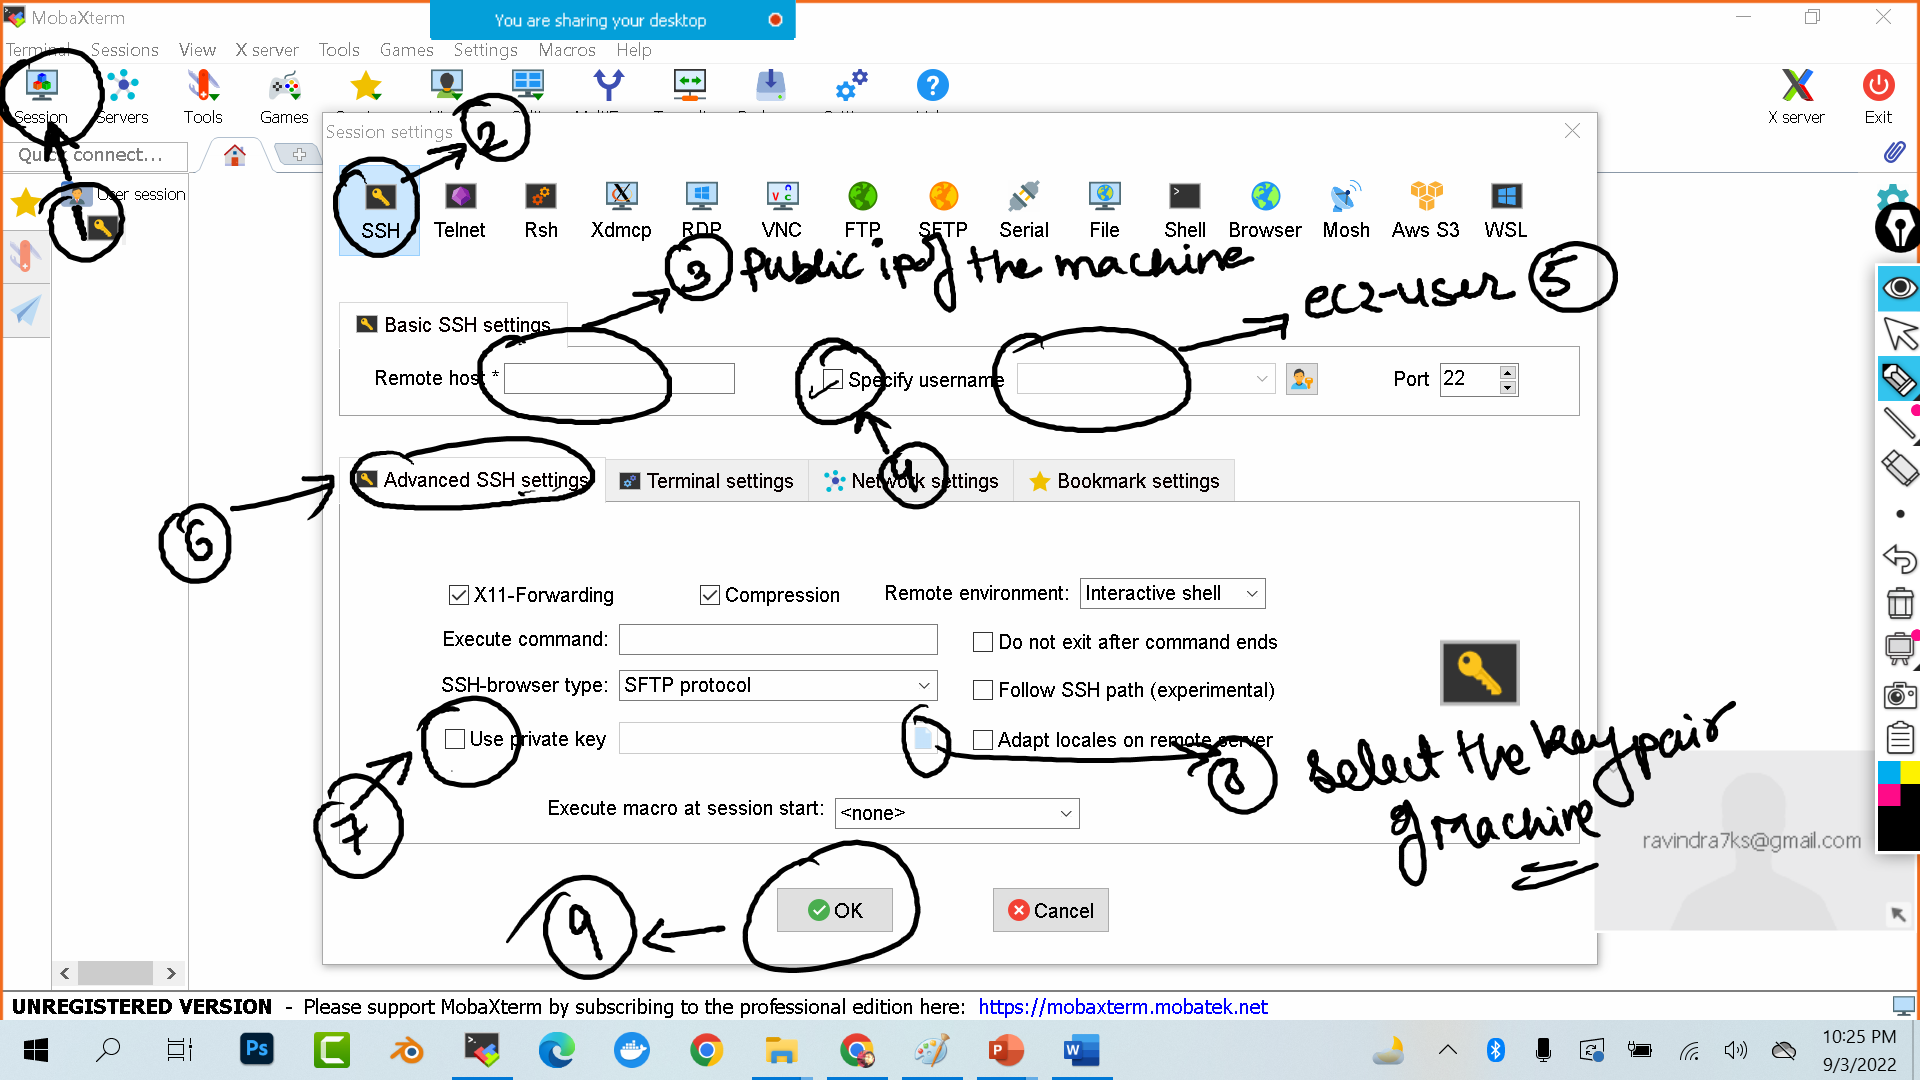 MobaXterm
You are sharing your desktop
Terminal Sessions View X server Tools Games Settings Macros Help
Session Servers Tools Games X server Exit
Quick connect...
User session
Session settings
2
1
SSH Telnet Rsh Xdmcp RDP VNC FTP SFTP Serial File Shell Browser Mosh Aws S3 WSL
3 Public ip of the machine
ec2-user 5
Basic SSH settings
Remote host * Specify username Port 22
4
Advanced SSH settings Terminal settings Network settings Bookmark settings
6
X11-Forwarding Compression Remote environment: Interactive shell
Execute command: Do not exit after command ends
SSH-browser type: SFTP protocol Follow SSH path (experimental)
Use private key Adapt locales on remote server
8 Select the key pair
of machine
7
Execute macro at session start: <none>
ravindra7ks@gmail.com
9
OK Cancel
UNREGISTERED VERSION - Please support MobaXterm by subscribing to the professional edition here: https://mobaxterm.mobatek.net
Ps
10:25 PM
9/3/2022